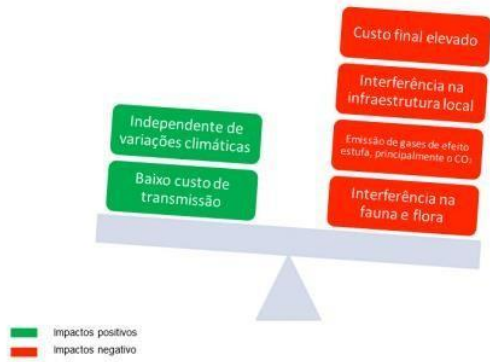 Custo final elevado
Interferência na
infraestrutura local
Emissão de gases de efeito
estufa, principalmente o CO₂
Interferência na
fauna e flora
Independente de
variações climáticas
Baixo custo de
transmissão
Impactos positivos
Impactos negativo